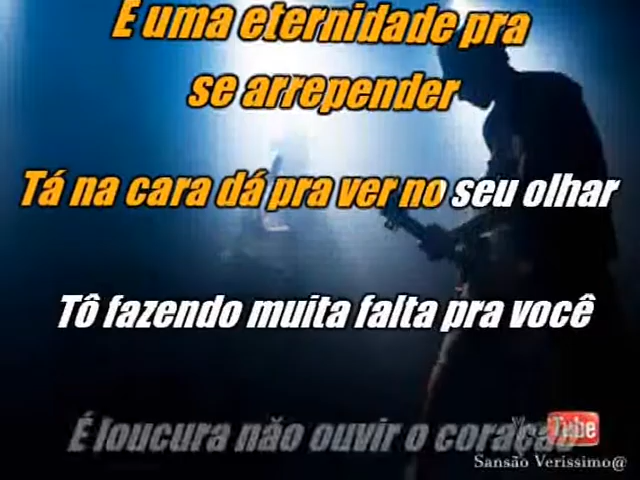 E uma eternidade pra
se arrepender
Tá na cara dá pra ver no seu olhar
Tô fazendo muita falta pra você
É loucura não ouvir o coração
Tube
Sansão Verissimo@